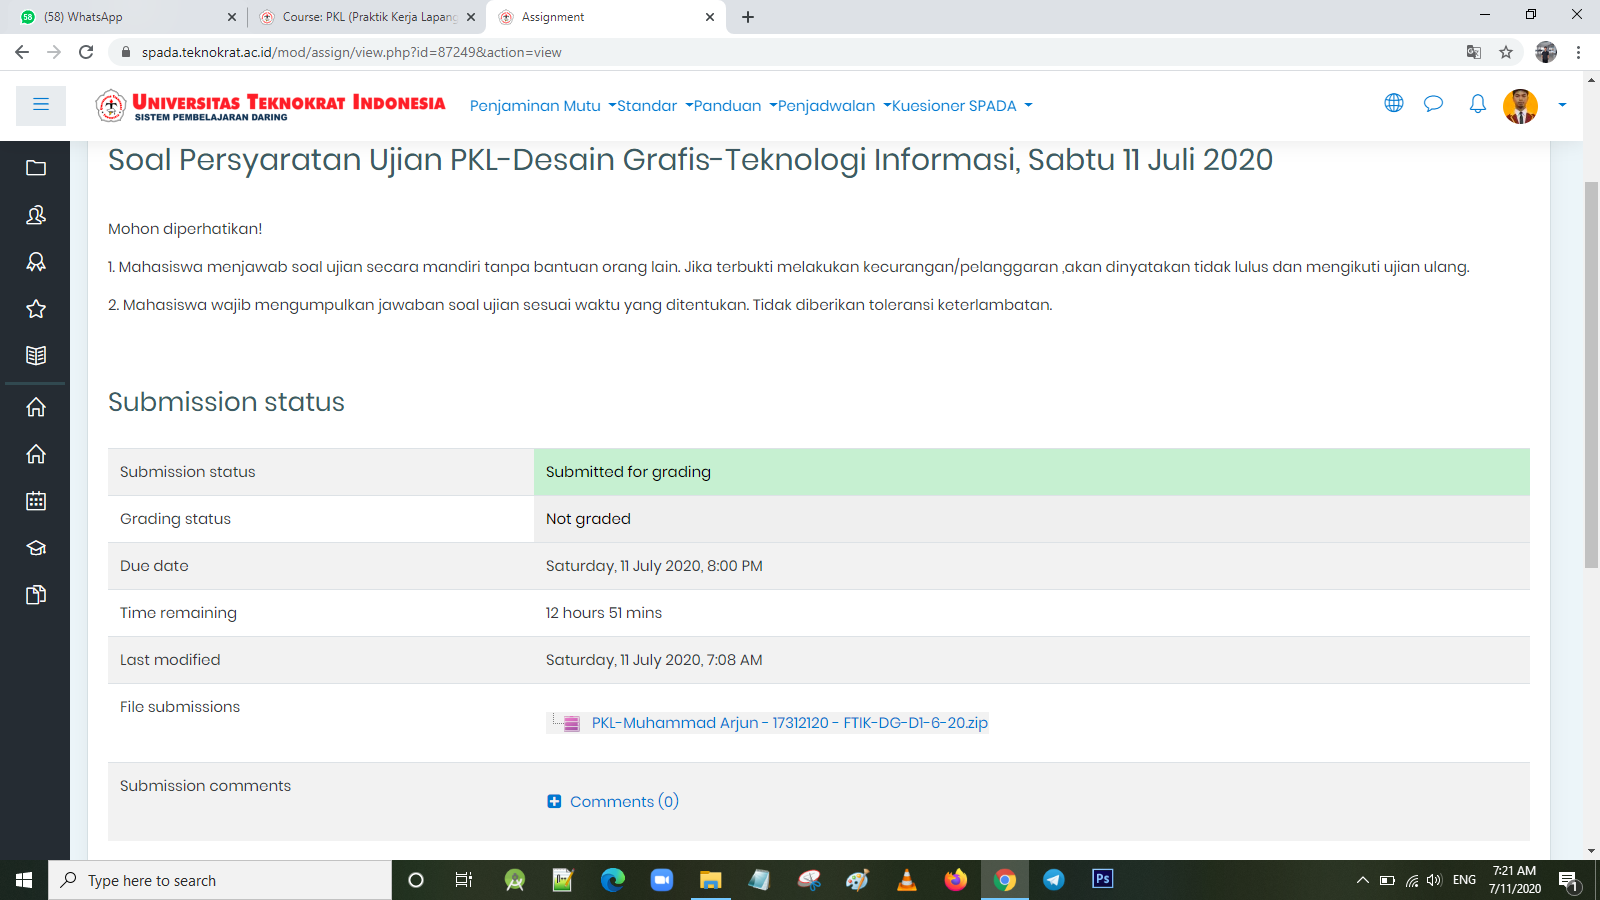 (58) WhatsApp
Course: PKL (Praktik Kerja Lapang
Assignment
spada.teknokrat.ac.id/mod/assign/view.php?id=87249&action=view
UNIVERSITAS TEKNOKRAT INDONESIA
SISTEM PEMBELAJARAN DARING
Penjaminan Mutu Standar Panduan Penjadwalan Kuesioner SPADA
Soal Persyaratan Ujian PKL-Desain Grafis-Teknologi Informasi, Sabtu 11 Juli 2020
Mohon diperhatikan!
1. Mahasiswa menjawab soal ujian secara mandiri tanpa bantuan orang lain. Jika terbukti melakukan kecurangan/pelanggaran ,akan dinyatakan tidak lulus dan mengikuti ujian ulang.
2. Mahasiswa wajib mengumpulkan jawaban soal ujian sesuai waktu yang ditentukan. Tidak diberikan toleransi keterlambatan.
Submission status
Submission status Submitted for grading
Grading status Not graded
Due date Saturday, 11 July 2020, 8:00 PM
Time remaining 12 hours 51 mins
Last modified Saturday, 11 July 2020, 7:08 AM
File submissions
PKL-Muhammad Arjun - 17312120 - FTIK-DG-D1-6-20.zip
Submission comments
Comments (0)
Type here to search
Ps
ENG
7:21 AM
7/11/2020
1